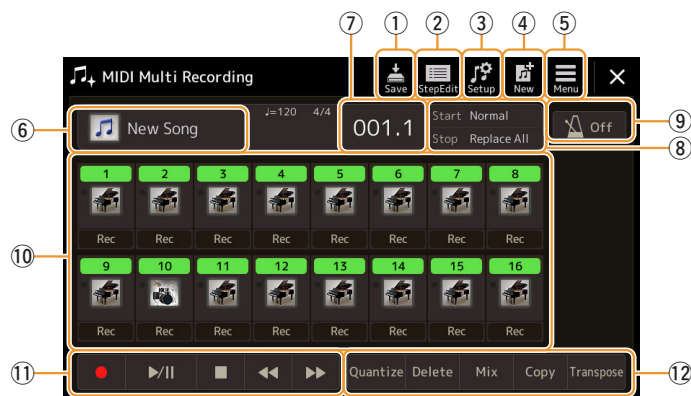 ⑦ ① ② ③ ④ ⑤
MIDI Multi Recording
Save StepEdit Setup New Menu ×
⑥ New Song ♩=120 4/4 001.1 Start Normal Off ⑨
Stop Replace All ⑧
1 2 3 4 5 6 7 8
Rec Rec Rec Rec Rec Rec Rec Rec
⑩
9 10 11 12 13 14 15 16
Rec Rec Rec Rec Rec Rec Rec Rec
⑪ Quantize Delete Mix Copy Transpose ⑫